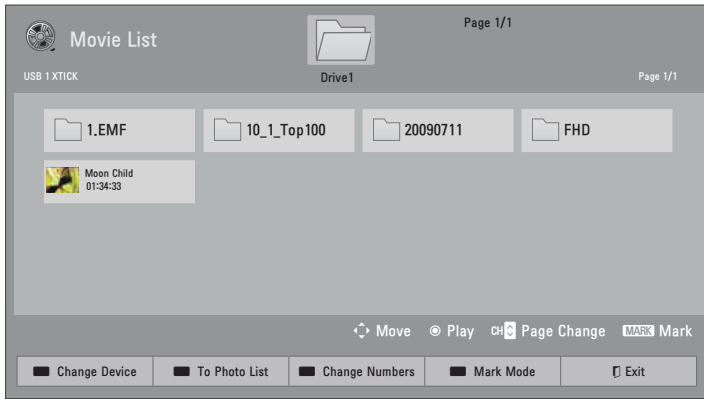 Movie List
Page 1/1
USB 1 XTICK
Drive1
Page 1/1
1.EMF
10_1_Top100
20090711
FHD
Moon Child
01:34:33
Move
Play
CH Page Change
MARK Mark
Change Device
To Photo List
Change Numbers
Mark Mode
Exit